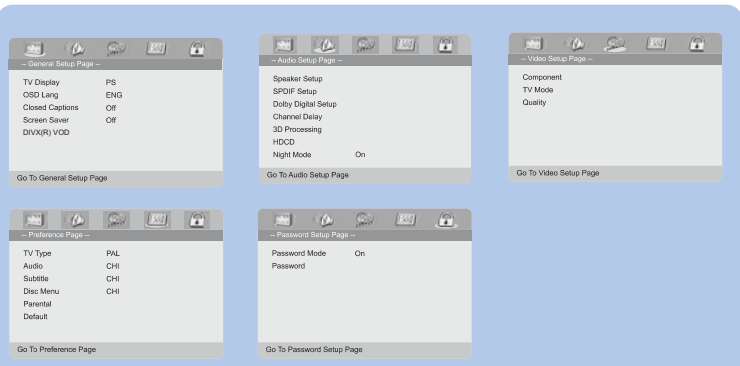 -- General Setup Page --
TV Display PS
OSD Lang ENG
Closed Captions Off
Screen Saver Off
DIVX(R) VOD
Go To General Setup Page
-- Audio Setup Page --
Speaker Setup
SPDIF Setup
Dolby Digital Setup
Channel Delay
3D Processing
HDCD
Night Mode On
Go To Audio Setup Page
-- Video Setup Page --
Component
TV Mode
Quality
Go To Video Setup Page
-- Preference Page --
TV Type PAL
Audio CHI
Subtitle CHI
Disc Menu CHI
Parental
Default
Go To Preference Page
-- Password Setup Page --
Password Mode On
Password
Go To Password Setup Page